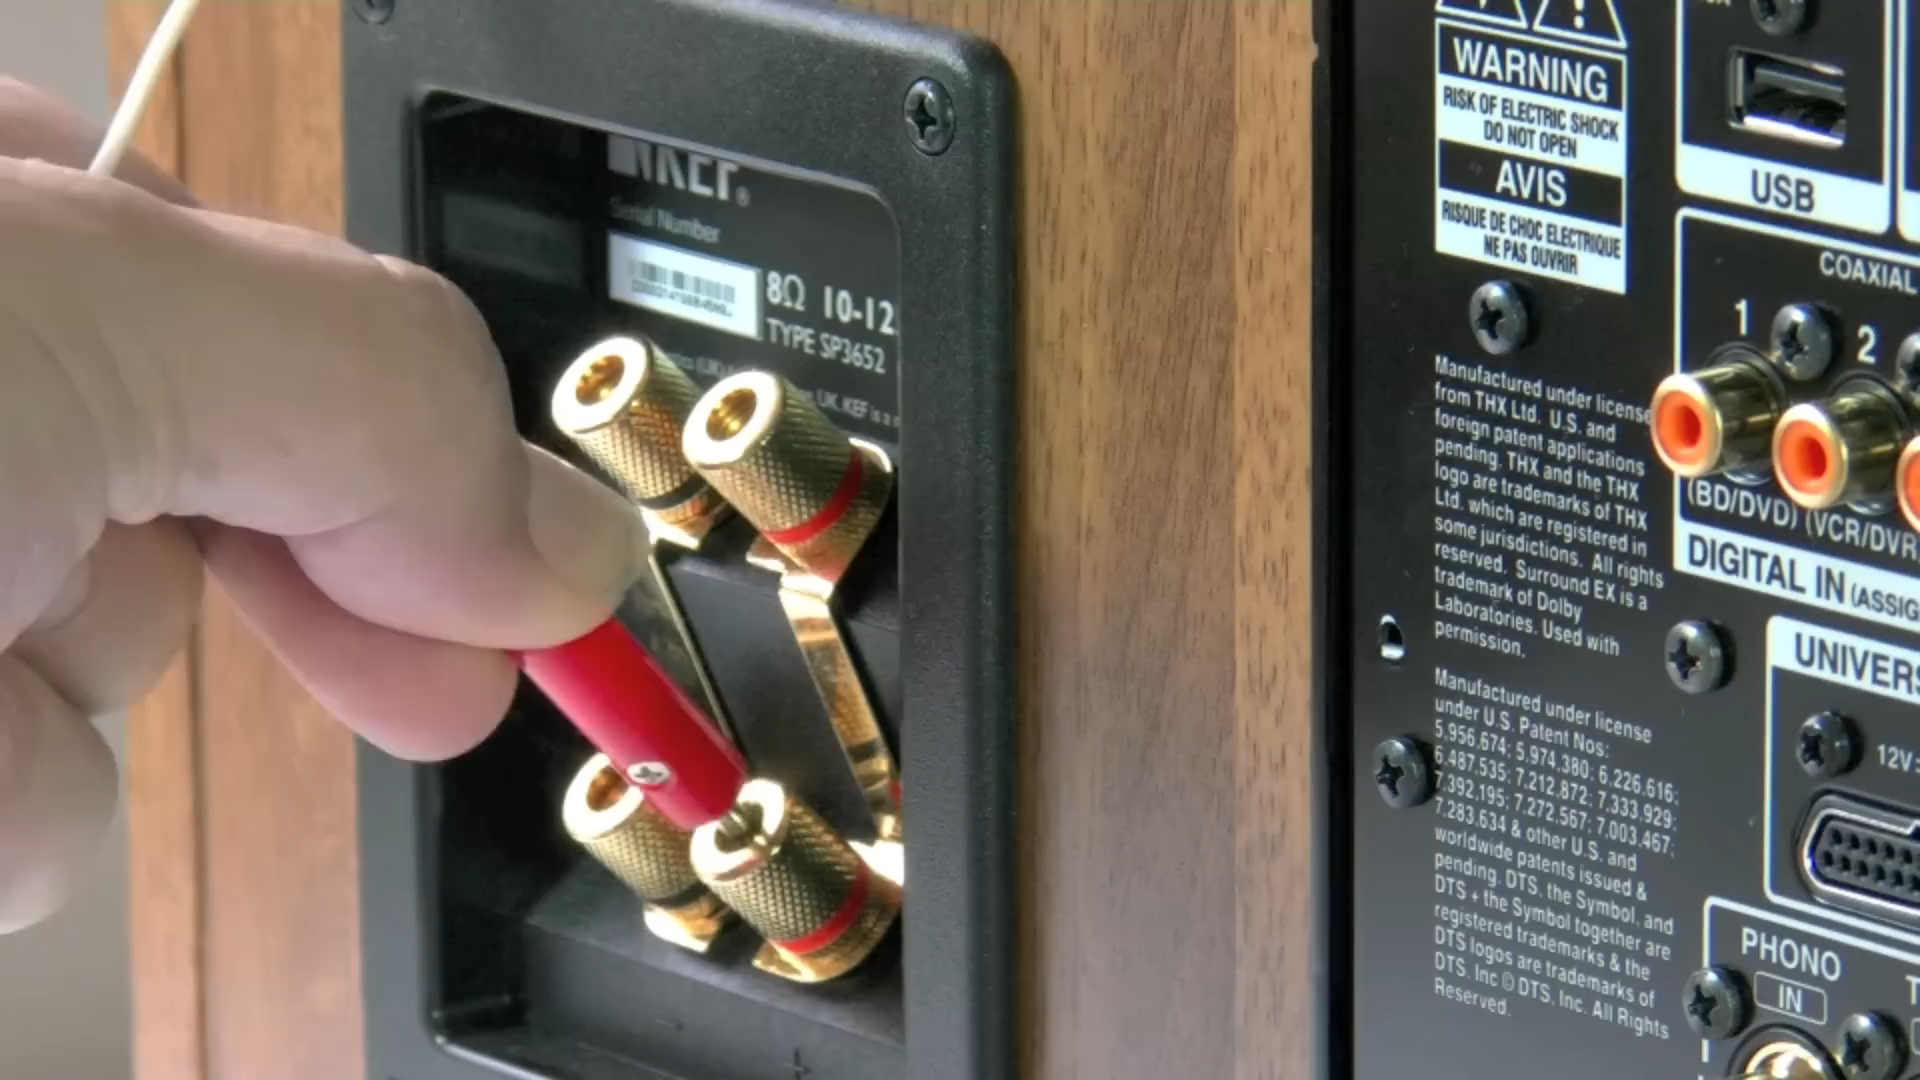 KEF®
Serial Number
8Ω 10-12
TYPE SP3652
UK. KEF is a
WARNING
RISK OF ELECTRIC SHOCK
DO NOT OPEN
AVIS
RISQUE DE CHOC ELECTRIQUE
NE PAS OUVRIR
Manufactured under license
from THX Ltd. U.S. and
foreign patent applications
pending. THX and the THX
logo are trademarks of THX
Ltd. which are registered in
some jurisdictions. All rights
reserved. Surround EX is a
trademark of Dolby
Laboratories. Used with
permission.
Manufactured under license
under U.S. Patent Nos:
5,956,674; 5,974,380; 6,226,616;
6,487,535; 7,212,872; 7,333,929;
7,392,195; 7,272,567; 7,003,467;
7,283,634 & other U.S. and
worldwide patents issued &
pending. DTS, the Symbol, and
DTS + the Symbol together are
registered trademarks & the
DTS logos are trademarks of
DTS, Inc © DTS, Inc. All Rights
Reserved.
USB
COAXIAL
1 2
(BD/DVD) (VCR/DVR
DIGITAL IN (ASSIG
UNIVERS
12V
PHONO
IN
- +